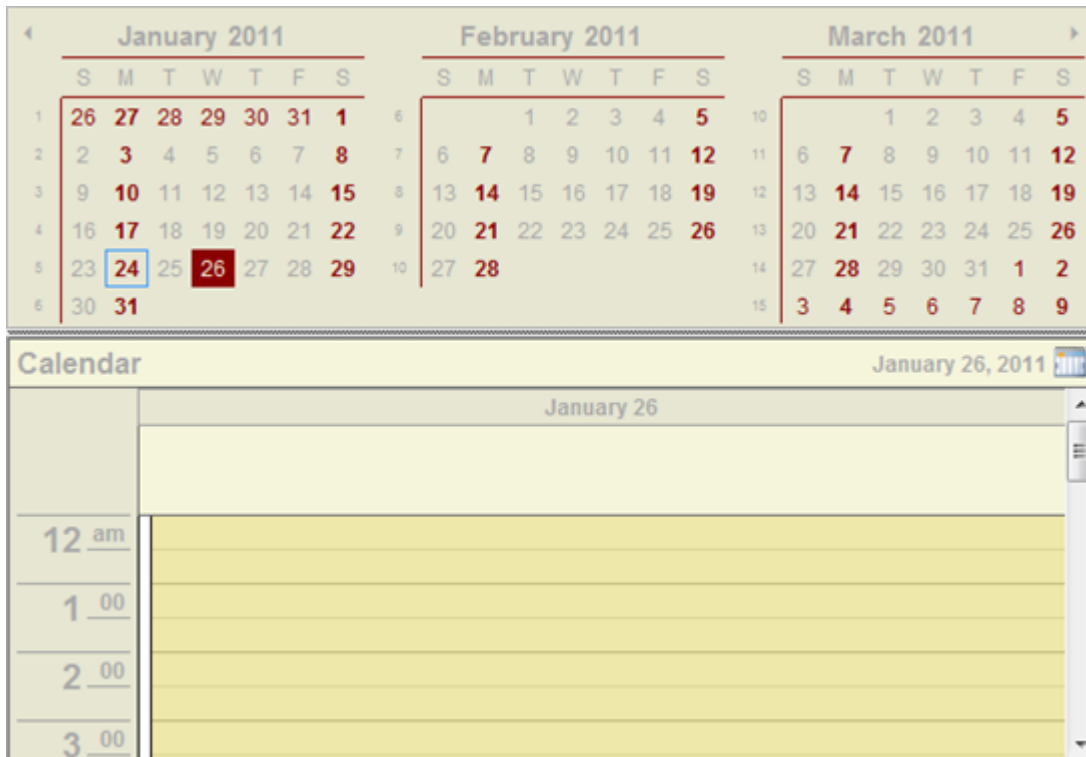 January 2011 February 2011 March 2011
S M T W T F S S M T W T F S S M T W T F S
1 26 27 28 29 30 31 1 6 1 2 3 4 5 10 1 2 3 4 5
2 2 3 4 5 6 7 8 7 6 7 8 9 10 11 12 11 6 7 8 9 10 11 12
3 9 10 11 12 13 14 15 8 13 14 15 16 17 18 19 12 13 14 15 16 17 18 19
4 16 17 18 19 20 21 22 9 20 21 22 23 24 25 26 13 20 21 22 23 24 25 26
5 23 24 25 26 27 28 29 10 27 28 14 27 28 29 30 31 1 2
6 30 31 15 3 4 5 6 7 8 9
Calendar January 26, 2011
January 26
12 am
1 00
2 00
3 00